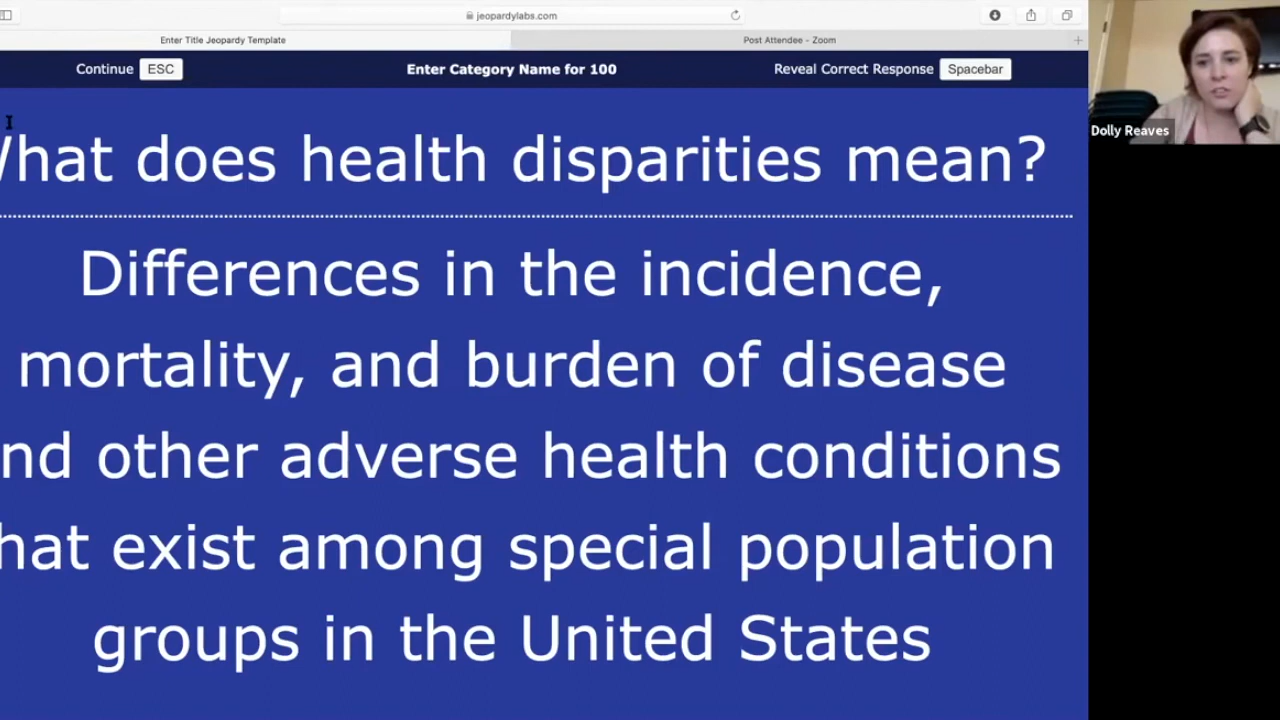 jeopardylabs.com
Enter Title Jeopardy Template
Post Attendee - Zoom
Continue ESC
Enter Category Name for 100
Reveal Correct Response Spacebar
What does health disparities mean?
Differences in the incidence,
mortality, and burden of disease
nd other adverse health conditions
hat exist among special population
groups in the United States
Dolly Reaves